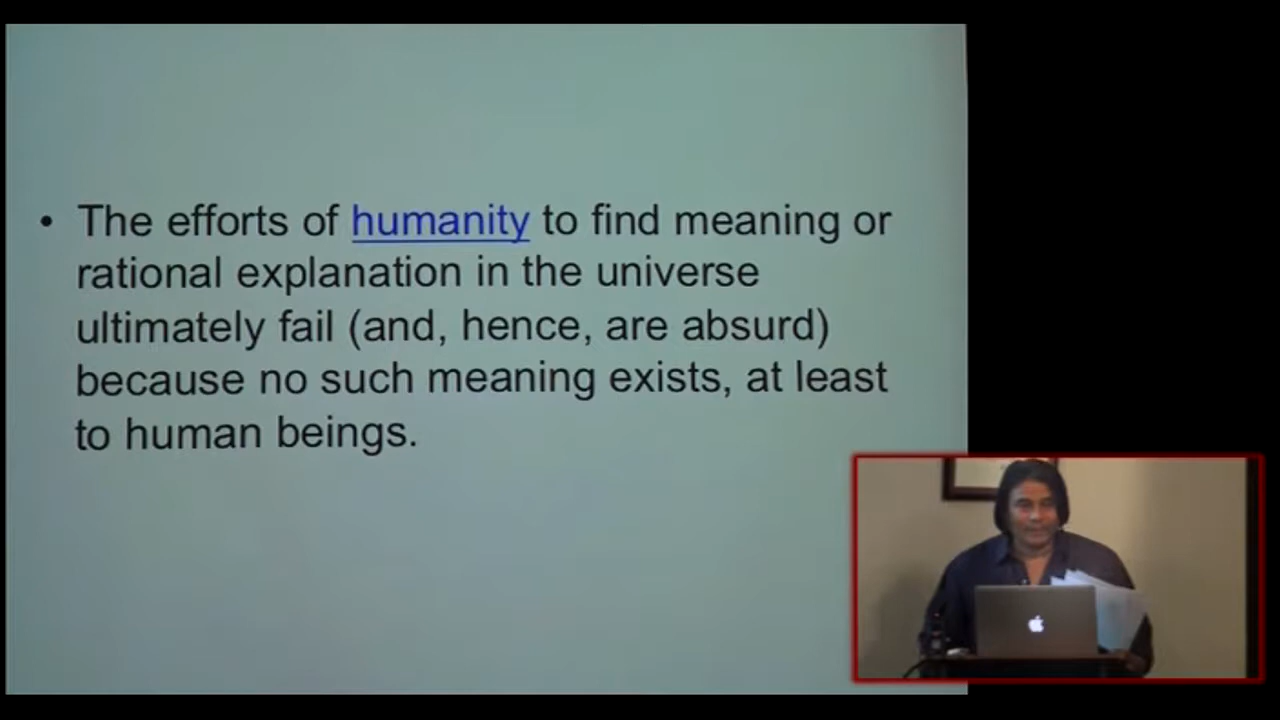 • The efforts of humanity to find meaning or
rational explanation in the universe
ultimately fail (and, hence, are absurd)
because no such meaning exists, at least
to human beings.